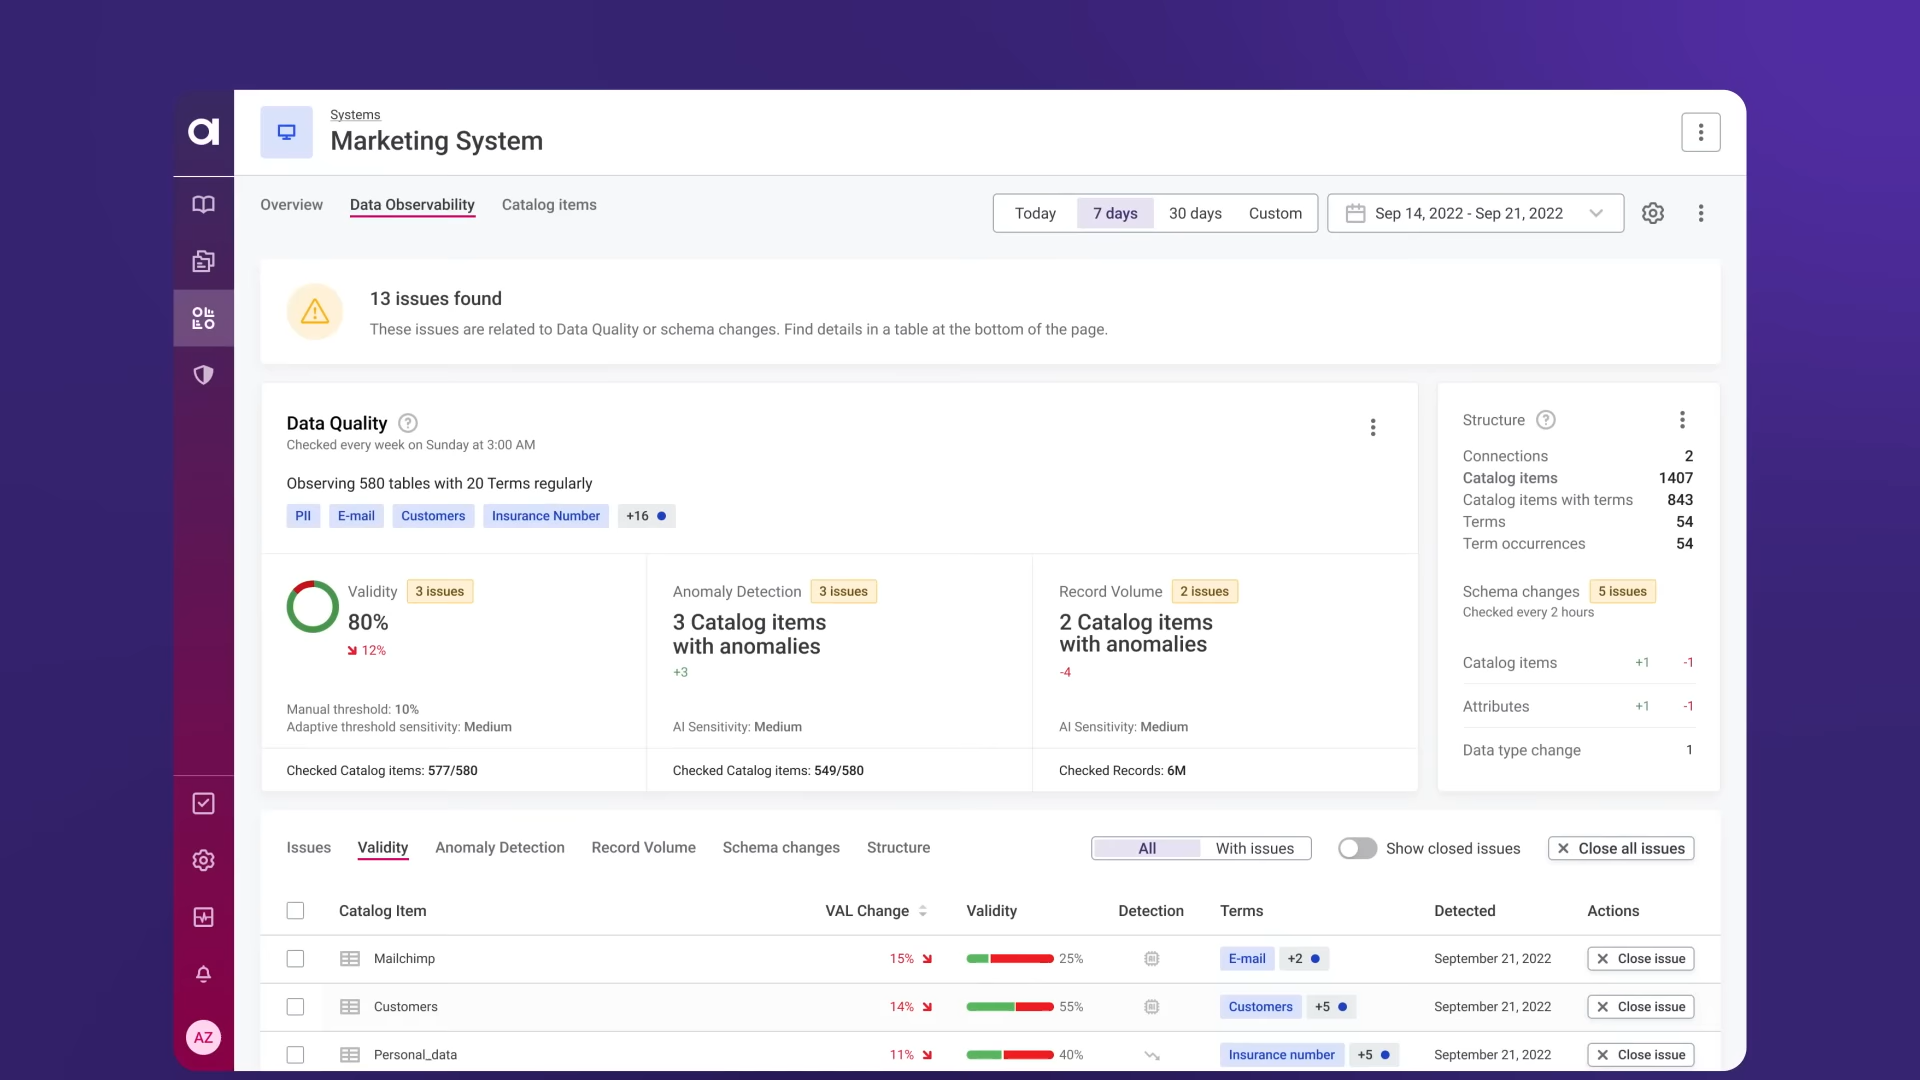 a
Systems
Marketing System
Overview
Data Observability
Catalog items
Today
7 days
30 days
Custom
Sep 14, 2022 - Sep 21, 2022
13 issues found
These issues are related to Data Quality or schema changes. Find details in a table at the bottom of the page.
Data Quality ?
Checked every week on Sunday at 3:00 AM
Observing 580 tables with 20 Terms regularly
PII
E-mail
Customers
Insurance Number
+16
Validity
3 issues
80%
12%
Manual threshold: 10%
Adaptive threshold sensitivity: Medium
Checked Catalog items: 577/580
Anomaly Detection
3 issues
3 Catalog items
with anomalies
+3
AI Sensitivity: Medium
Checked Catalog items: 549/580
Record Volume
2 issues
2 Catalog items
with anomalies
-4
AI Sensitivity: Medium
Checked Records: 6M
Structure ?
Connections 2
Catalog items 1407
Catalog items with terms 843
Terms 54
Term occurrences 54
Schema changes 5 issues
Checked every 2 hours
Catalog items +1 -1
Attributes +1 -1
Data type change 1
Issues
Validity
Anomaly Detection
Record Volume
Schema changes
Structure
All
With issues
Show closed issues
Close all issues
Catalog Item VAL Change Validity Detection Terms Detected Actions
Mailchimp 15% 25% E-mail +2 September 21, 2022 Close issue
Customers 14% 55% Customers +5 September 21, 2022 Close issue
Personal_data 11% 40% Insurance number +5 September 21, 2022 Close issue
AZ